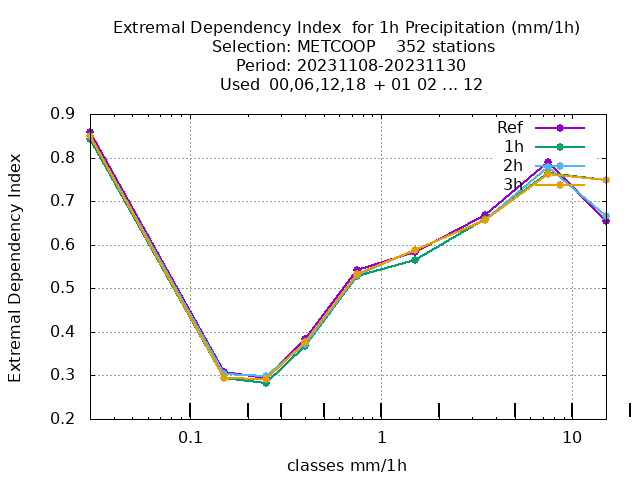 Extremal Dependency Index  for 1h Precipitation (mm/1h)
Selection: METCOOP    352 stations
Period: 20231108-20231130
Used  00,06,12,18  + 01 02 ... 12
Ref
1h
2h
3h
0.9
0.8
0.7
0.6
0.5
0.4
0.3
0.2
Extremal Dependency Index
0.1
1
10
classes mm/1h